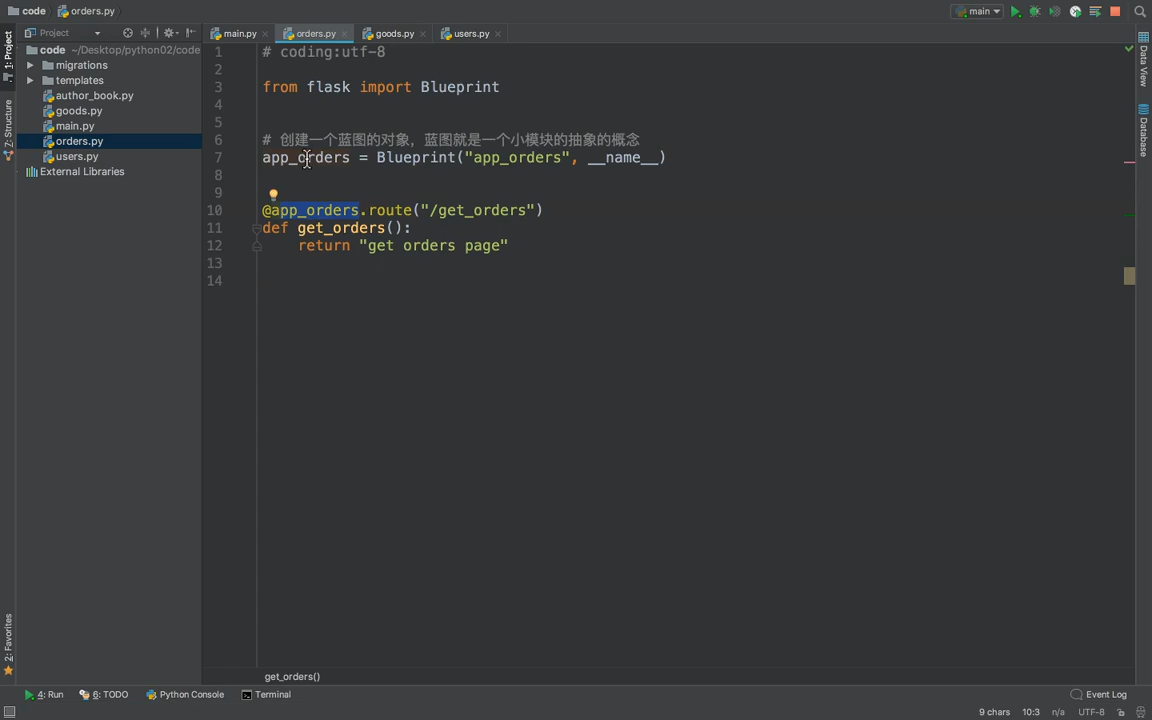 code
orders.py
main
1: Project
Project
main.py
orders.py
goods.py
users.py
code ~/Desktop/python02/code
migrations
templates
author_book.py
goods.py
main.py
orders.py
users.py
External Libraries
Z: Structure
2: Favorites
Data View
Database
1 # coding:utf-8
2
3 from flask import Blueprint
4
5
6 # 创建一个蓝图的对象，蓝图就是一个小模块的抽象的概念
7 app_orders = Blueprint("app_orders", __name__)
8
9
10 @app_orders.route("/get_orders")
11 def get_orders():
12 return "get orders page"
13
14
get_orders()
4: Run
6: TODO
Python Console
Terminal
Event Log
9 chars 10:3 n/a UTF-8